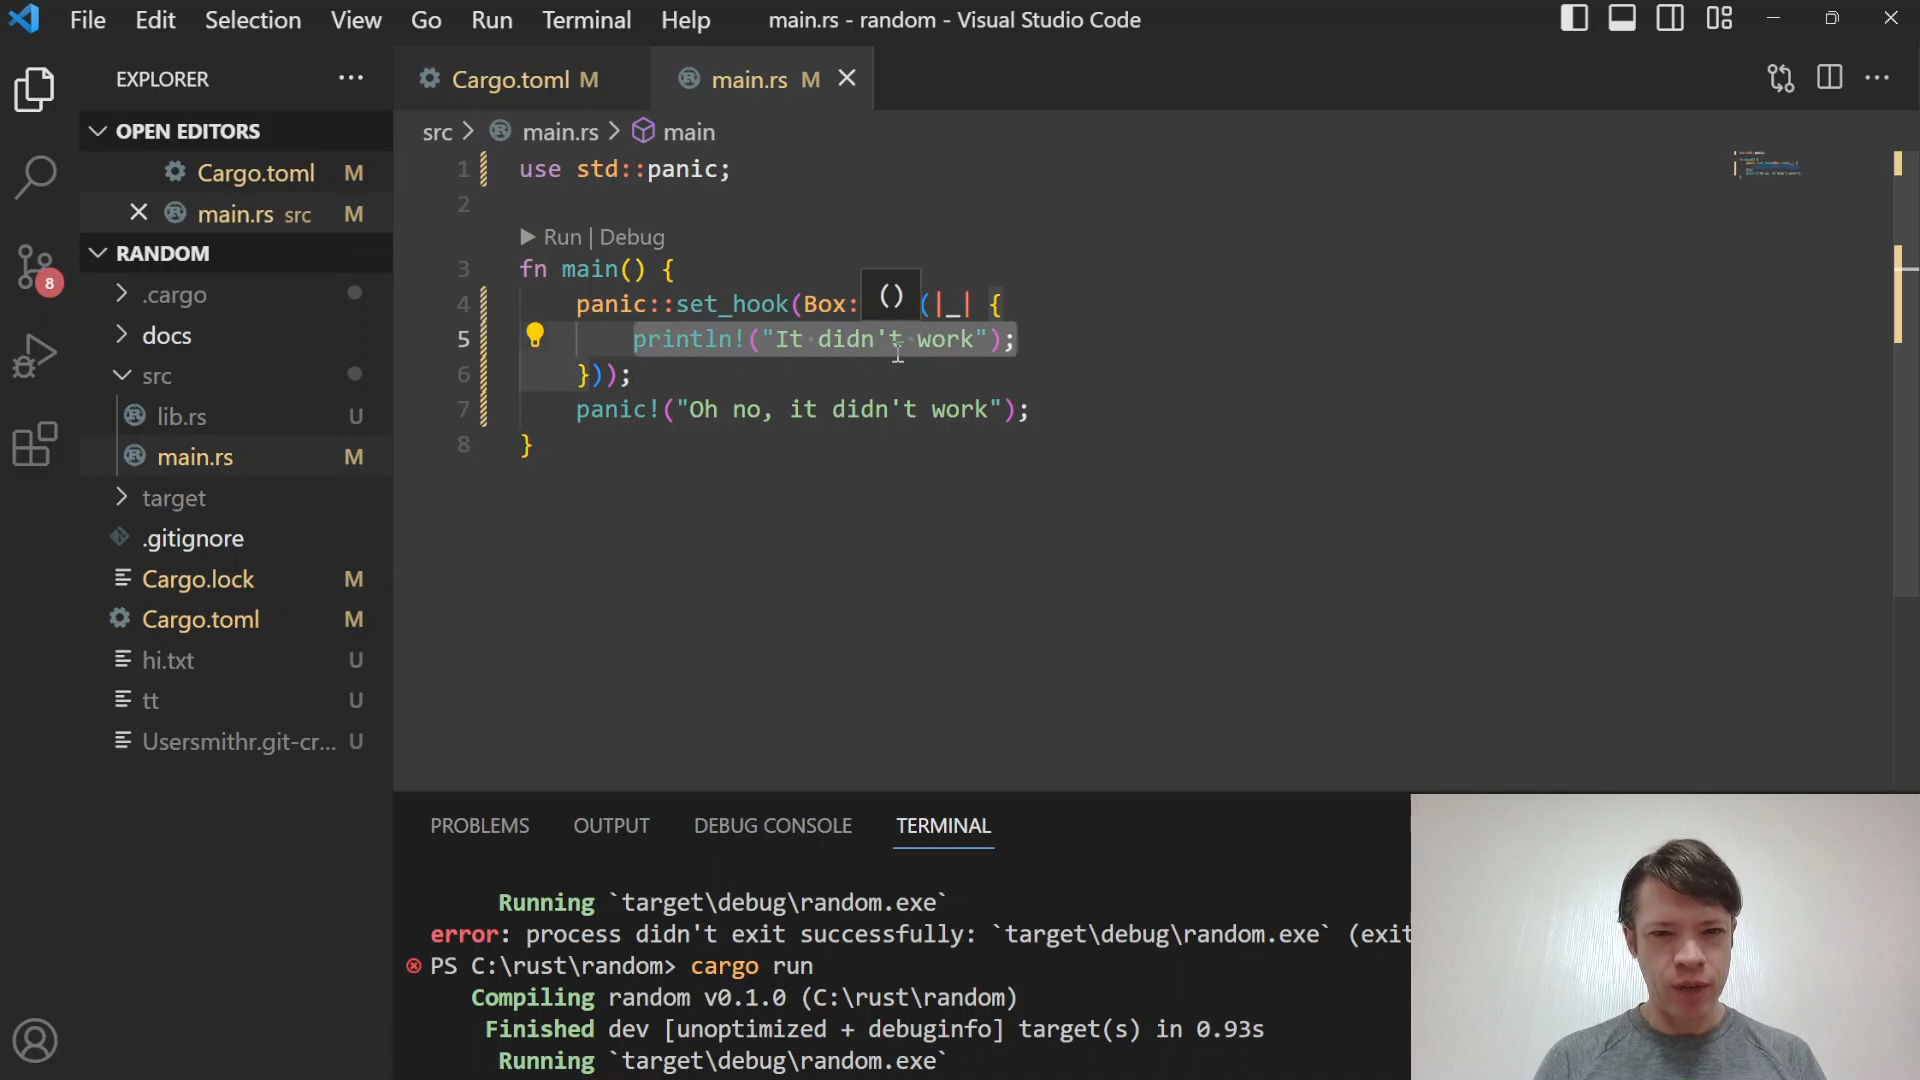 File Edit Selection View Go Run Terminal Help main.rs - random - Visual Studio Code
EXPLORER
OPEN EDITORS
Cargo.toml M
main.rs src M
RANDOM
.cargo
docs
src
lib.rs U
main.rs M
target
.gitignore
Cargo.lock M
Cargo.toml M
hi.txt U
tt U
Usersmithr.git-cr... U
8
Cargo.toml M main.rs M
src > main.rs > main
1 use std::panic;
2
Run | Debug
3 fn main() {
4 panic::set_hook(Box: (|_| {
()
5 println!("It didn't work");
6 }));
7 panic!("Oh no, it didn't work");
8 }
PROBLEMS OUTPUT DEBUG CONSOLE TERMINAL
Running `target\debug\random.exe`
error: process didn't exit successfully: `target\debug\random.exe` (exit
PS C:\rust\random> cargo run
Compiling random v0.1.0 (C:\rust\random)
Finished dev [unoptimized + debuginfo] target(s) in 0.93s
Running `target\debug\random.exe`